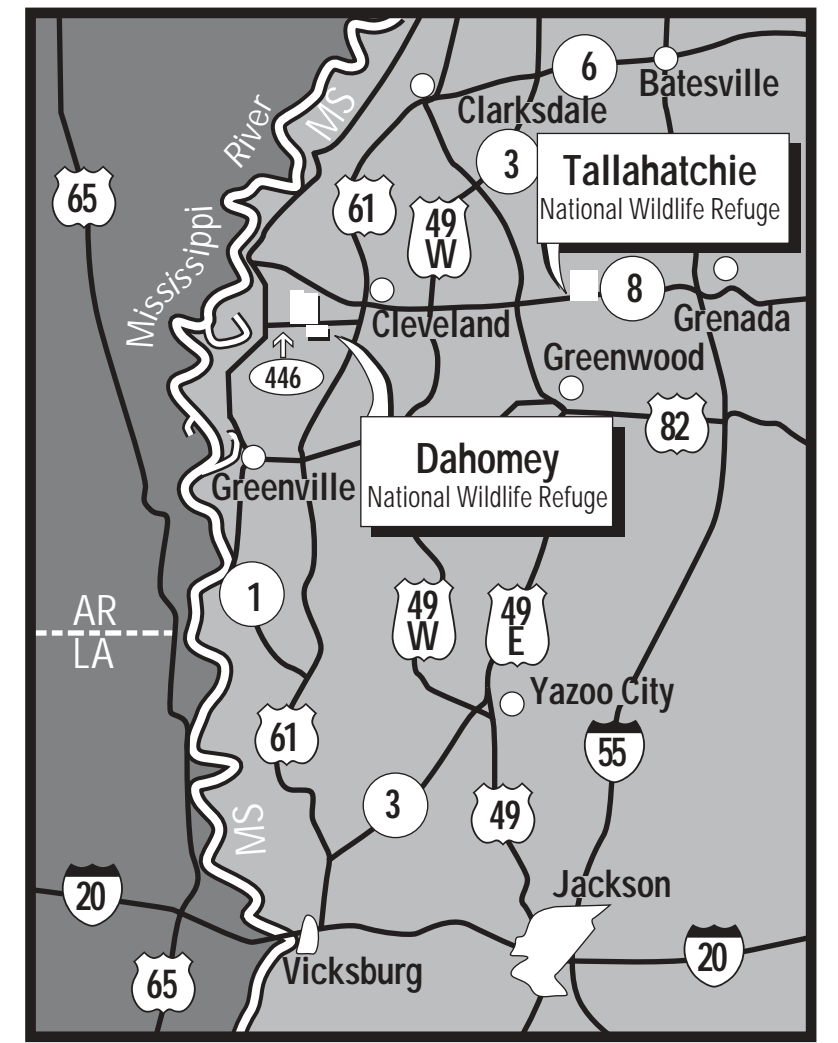 6
Batesville
Clarksdale
River
MS
3
Tallahatchie
National Wildlife Refuge
65
61
49
W
Mississippi
8
Cleveland
Grenada
446
Greenwood
82
Dahomey
National Wildlife Refuge
Greenville
1
49
W
49
E
AR
LA
Yazoo City
61
55
3
49
MS
20
Jackson
Vicksburg
20
65